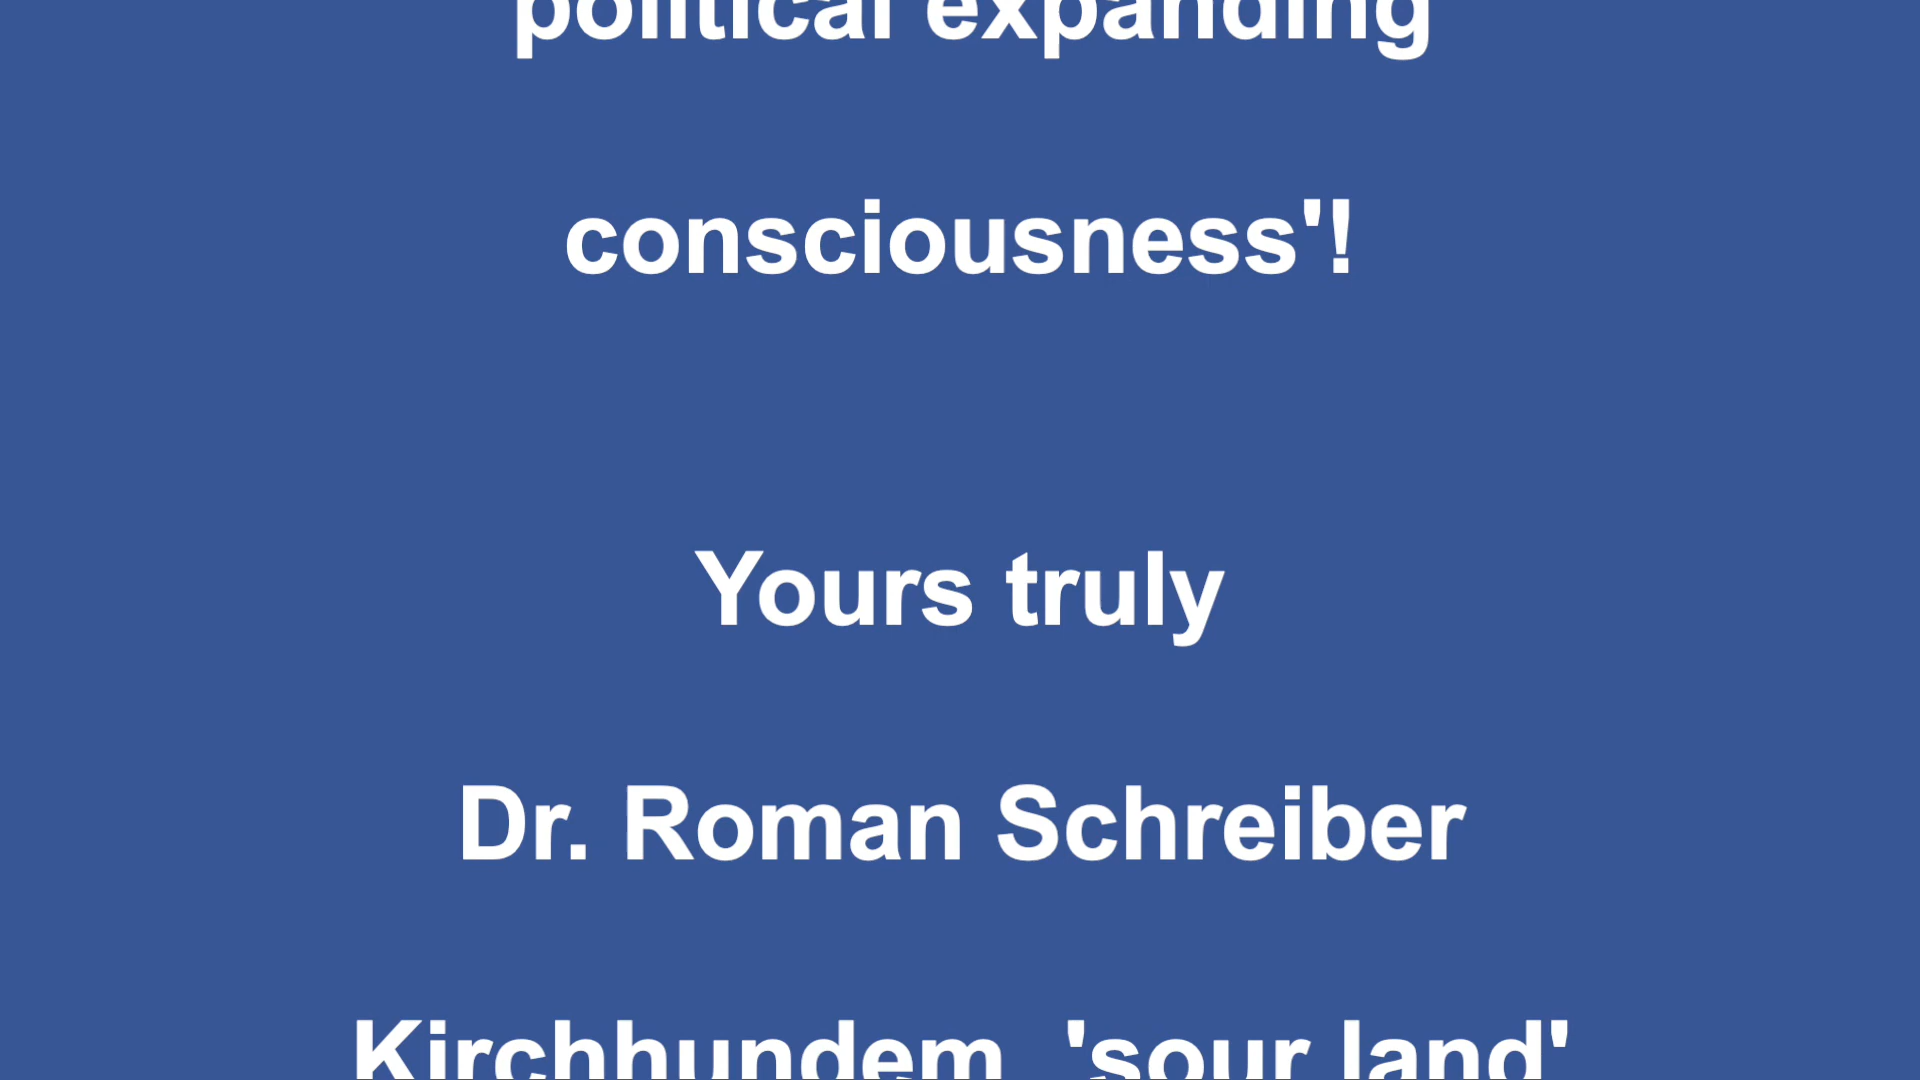 political expanding
consciousness'!
Yours truly
Dr. Roman Schreiber
Kirchhundem, 'sour land'